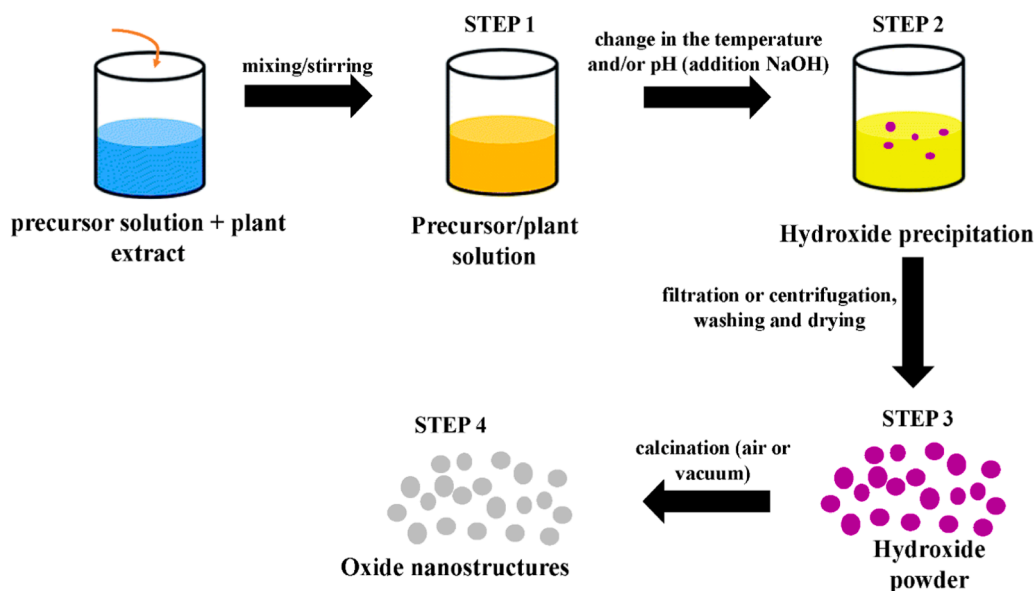 mixing/stirring
precursor solution + plant
extract
STEP 1
Precursor/plant
solution
change in the temperature
and/or pH (addition NaOH)
STEP 2
Hydroxide precipitation
filtration or centrifugation,
washing and drying
STEP 3
Hydroxide
powder
calcination (air or
vacuum)
STEP 4
Oxide nanostructures